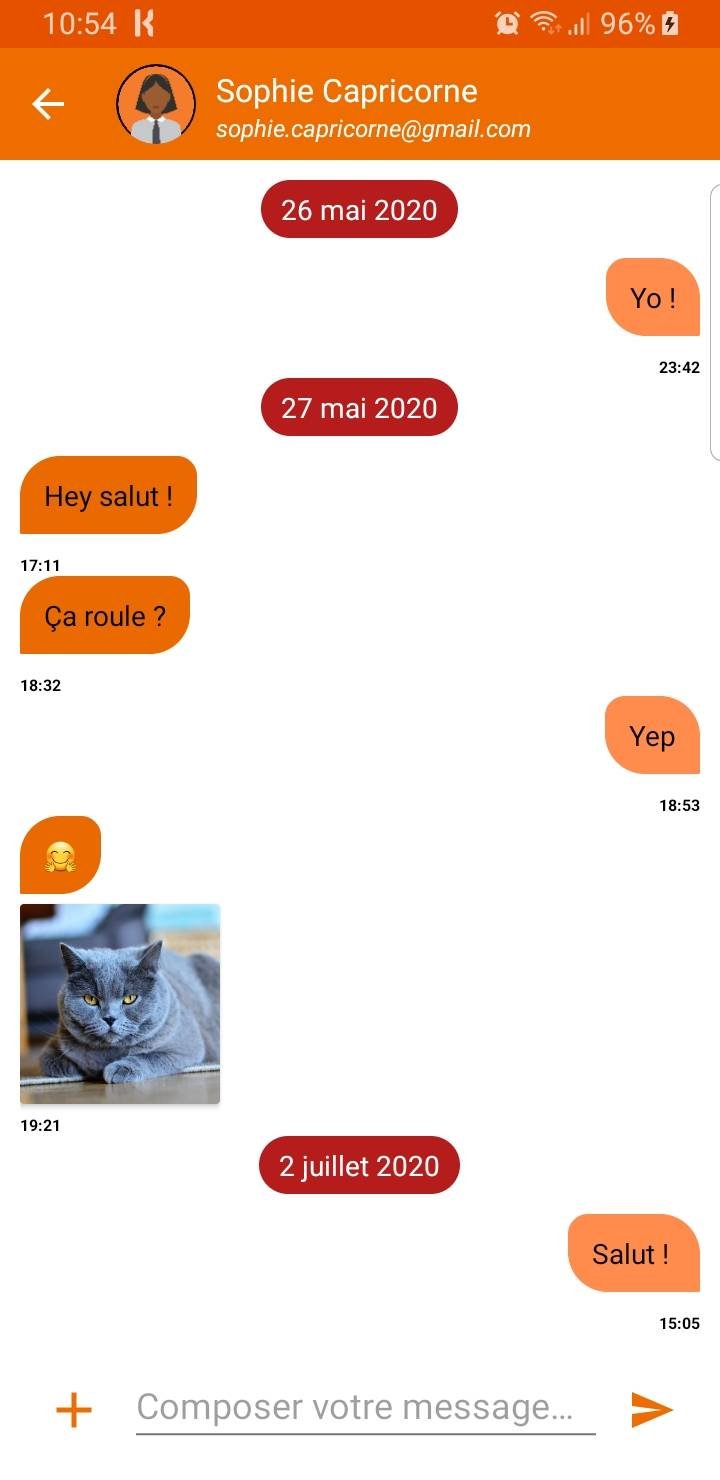 10:54
96%
Sophie Capricorne
sophie.capricorne@gmail.com
26 mai 2020
Yo !
23:42
27 mai 2020
Hey salut !
17:11
Ça roule ?
18:32
Yep
18:53
🤗
19:21
2 juillet 2020
Salut !
15:05
Composer votre message...